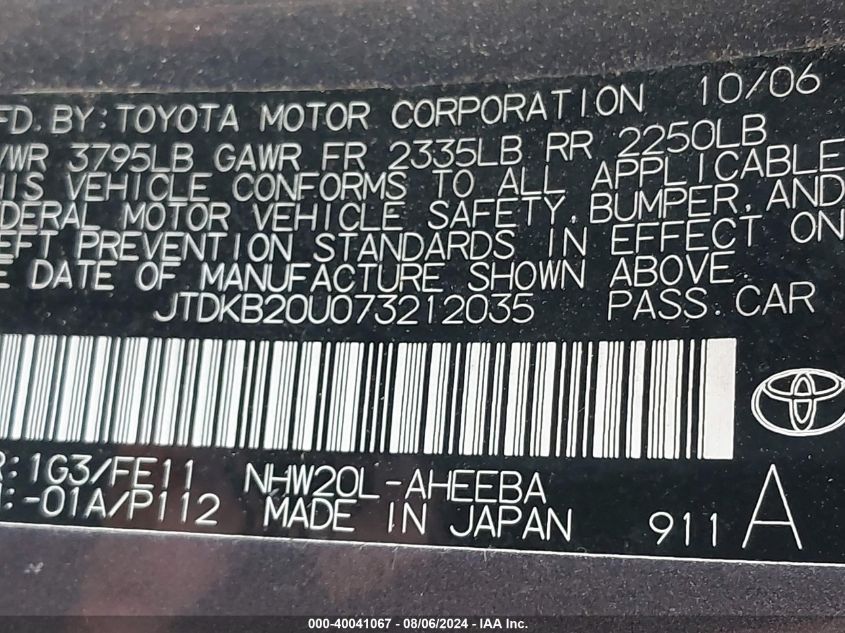 FD. BY: TOYOTA MOTOR CORPORATION 10/06
VWR 3795LB GAWR FR 2335LB RR 2250LB
HIS VEHICLE CONFORMS TO ALL APPLICABLE
EDERAL MOTOR VEHICLE SAFETY, BUMPER, AND
EFT PREVENTION STANDARDS IN EFFECT ON
E DATE OF MANUFACTURE SHOWN ABOVE.
JTDKB20U073212035 PASS. CAR
R: 1G3/FE11 NHW20L-AHEEBA
: -01A/P112 MADE IN JAPAN 911 A
000-40041067 - 08/06/2024 - IAA Inc.